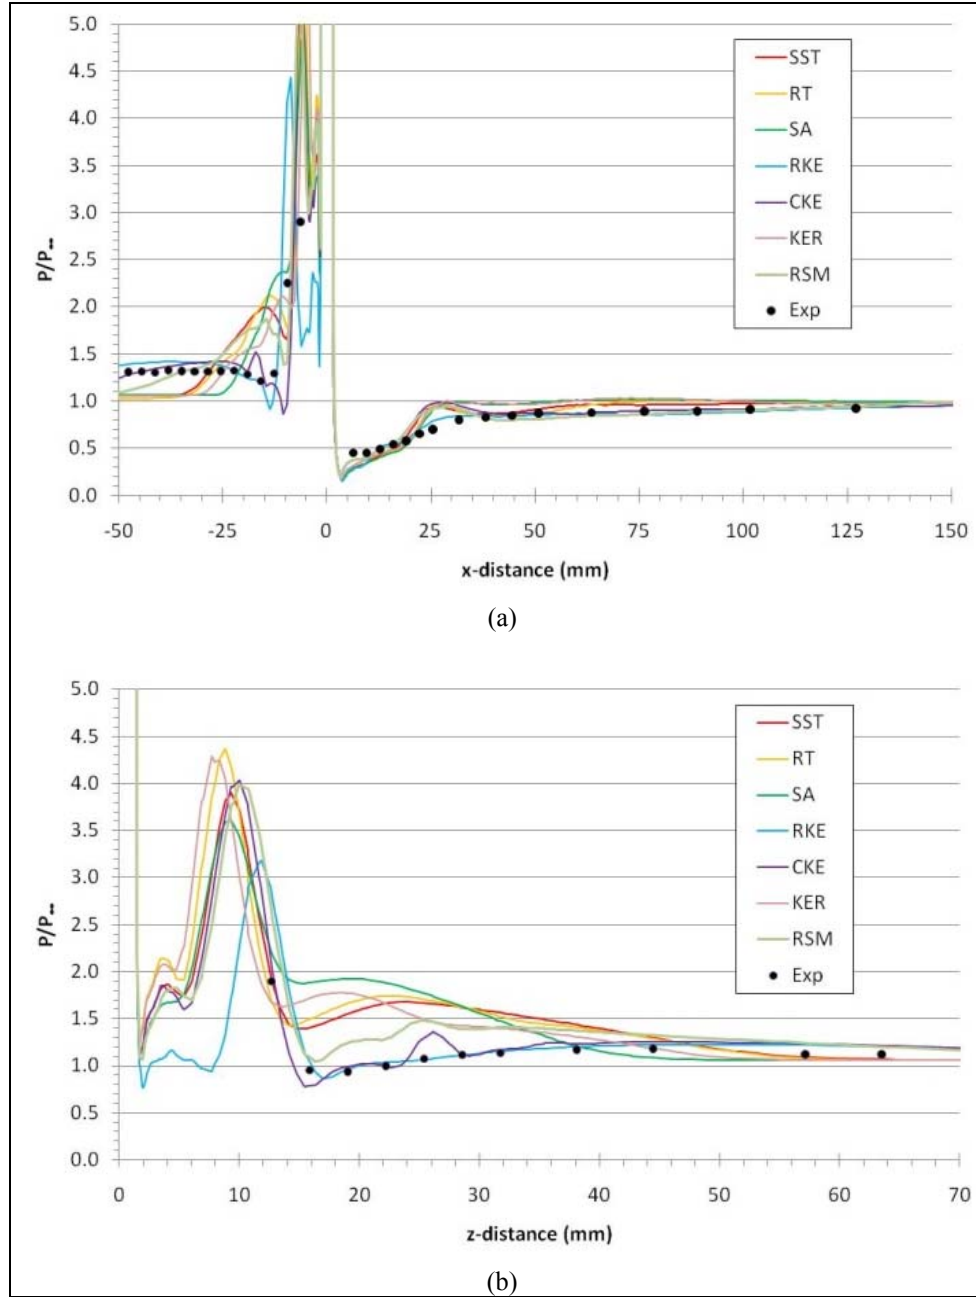 5.0
4.5
4.0
3.5
3.0
2.5
2.0
1.5
1.0
0.5
0.0
P/P∞
SST
RT
SA
RKE
CKE
KER
RSM
Exp
-50 -25 0 25 50 75 100 125 150
x-distance (mm)
(a)
5.0
4.5
4.0
3.5
3.0
2.5
2.0
1.5
1.0
0.5
0.0
P/P∞
SST
RT
SA
RKE
CKE
KER
RSM
Exp
0 10 20 30 40 50 60 70
z-distance (mm)
(b)